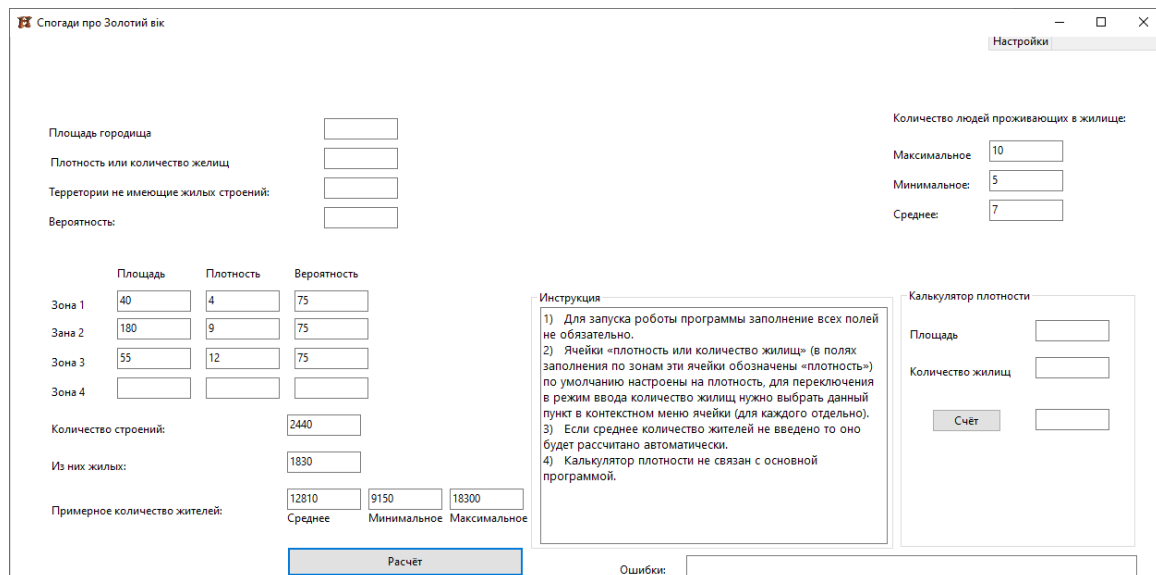 Спогади про Золотий вік
Настройки
Площадь городища
Плотность или количество желищ
Территории не имеющие жилых строений:
Вероятность:
Количество людей проживающих в жилище:
Максимальное 10
Минимальное: 5
Среднее: 7
Площадь Плотность Вероятность
Зона 1 40 4 75
Зана 2 180 9 75
Зона 3 55 12 75
Зона 4
Количество строений: 2440
Из них жилых: 1830
Примерное количество жителей: 12810 9150 18300
Среднее Минимальное Максимальное
Расчёт
Инструкция
1) Для запуска роботы программы заполнение всех полей
не обязательно.
2) Ячейки «плотность или количество жилищ» (в полях
заполнения по зонам эти ячейки обозначены «плотность»)
по умолчанию настроены на плотность, для переключения
в режим ввода количество жилищ нужно выбрать данный
пункт в контекстном меню ячейки (для каждого отдельно).
3) Если среднее количество жителей не введено то оно
будет рассчитано автоматически.
4) Калькулятор плотности не связан с основной
программой.
Калькулятор плотности
Площадь
Количество жилищ
Счёт
Ошибки: